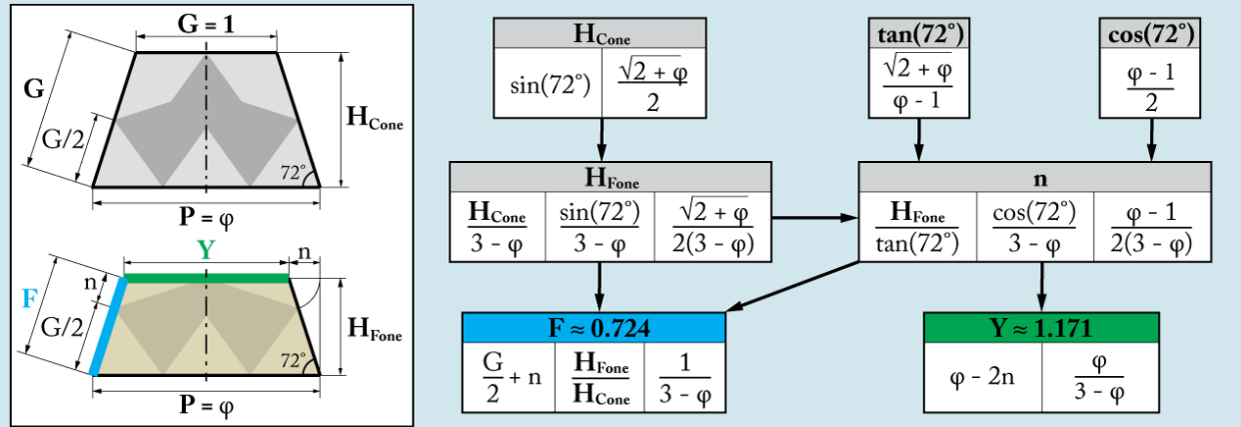 G = 1
G
G/2
H_Cone
72°
P = φ
Y
n
n
F
G/2
H_Fone
72°
P = φ
H_Cone
sin(72°)
√(2 + φ) / 2
tan(72°)
√(2 + φ) / (φ - 1)
cos(72°)
(φ - 1) / 2
H_Fone
H_Cone / (3 - φ)
sin(72°) / (3 - φ)
√(2 + φ) / 2(3 - φ)
n
H_Fone / tan(72°)
cos(72°) / (3 - φ)
(φ - 1) / 2(3 - φ)
F ≈ 0.724
G/2 + n
H_Fone / H_Cone
1 / (3 - φ)
Y ≈ 1.171
φ - 2n
φ / (3 - φ)